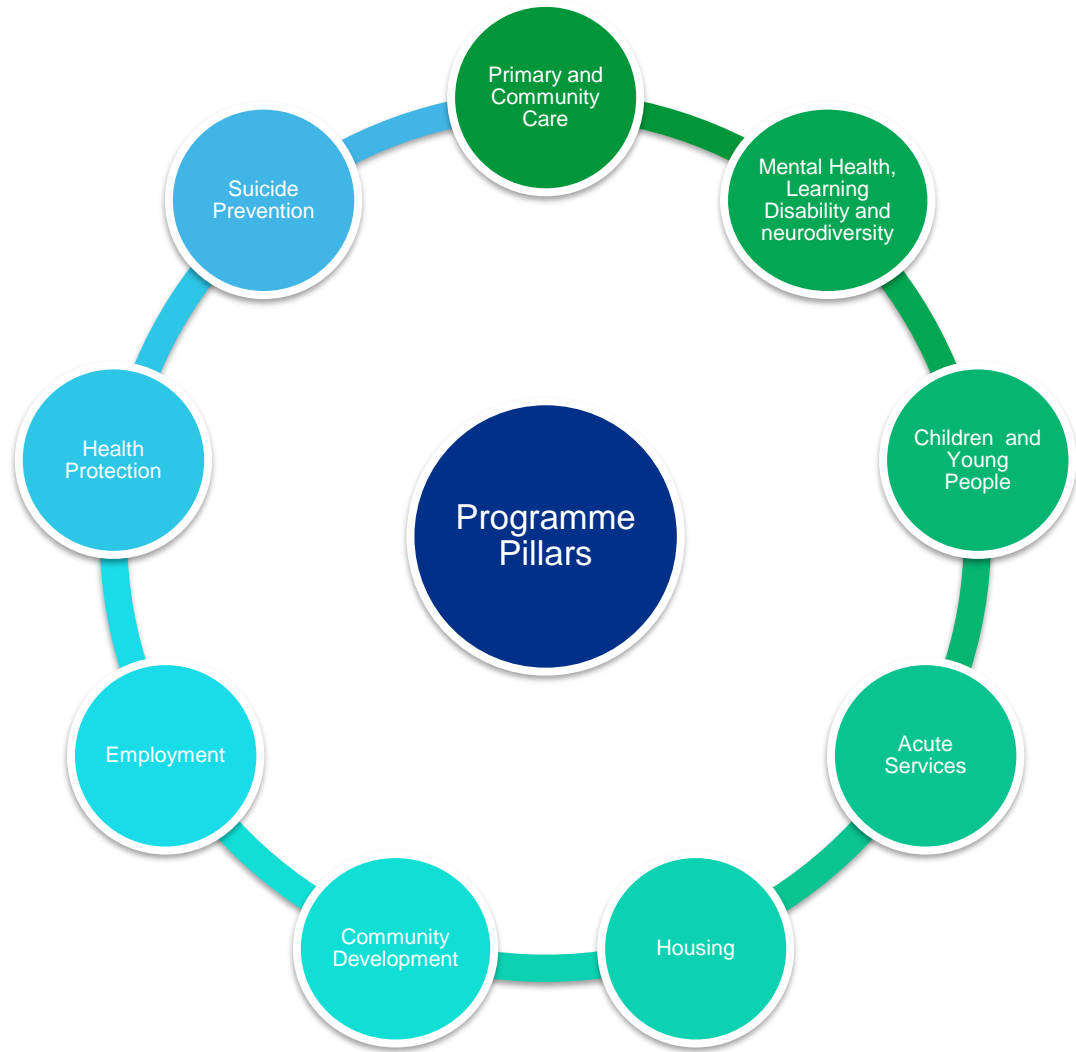 Primary and
Community
Care
Mental Health,
Learning
Disability and
neurodiversity
Children and
Young
People
Acute
Services
Housing
Community
Development
Employment
Health
Protection
Suicide
Prevention
Programme
Pillars